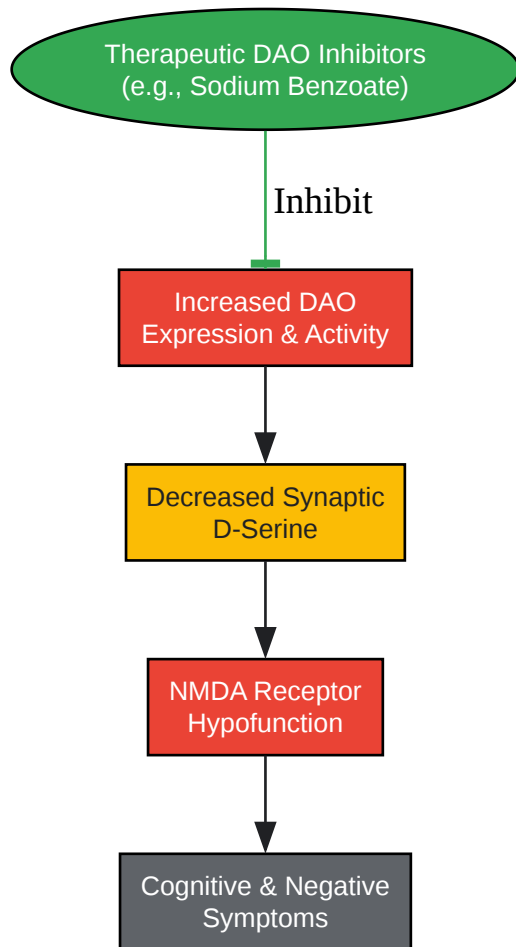 Therapeutic DAO Inhibitors
(e.g., Sodium Benzoate)
Inhibit
Increased DAO
Expression & Activity
Decreased Synaptic
D-Serine
NMDA Receptor
Hypofunction
Cognitive & Negative
Symptoms